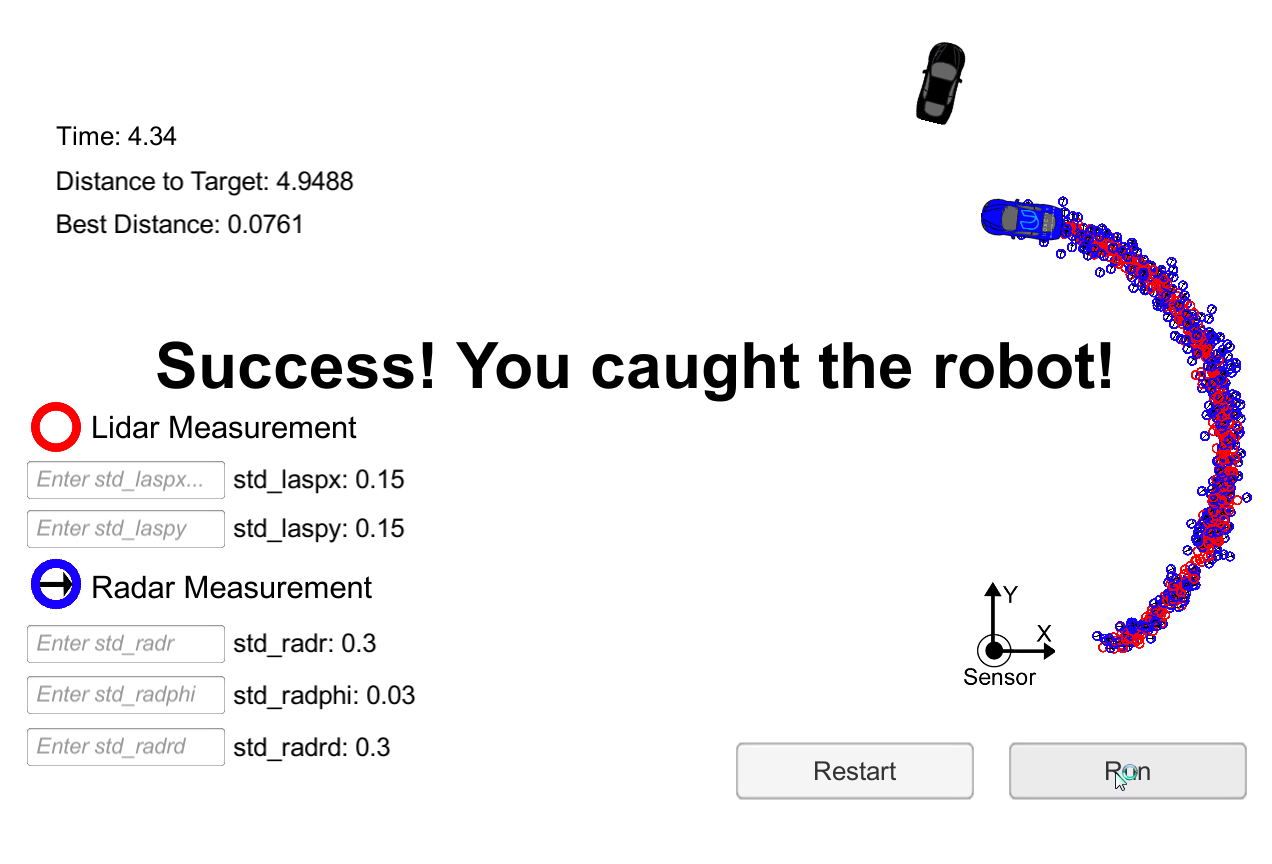 Time: 4.34
Distance to Target: 4.9488
Best Distance: 0.0761
Success! You caught the robot!
Lidar Measurement
Enter std_laspx... std_laspx: 0.15
Enter std_laspy std_laspy: 0.15
Radar Measurement
Enter std_radr std_radr: 0.3
Enter std_radphi std_radphi: 0.03
Enter std_radrd std_radrd: 0.3
Y
X
Sensor
Restart Run